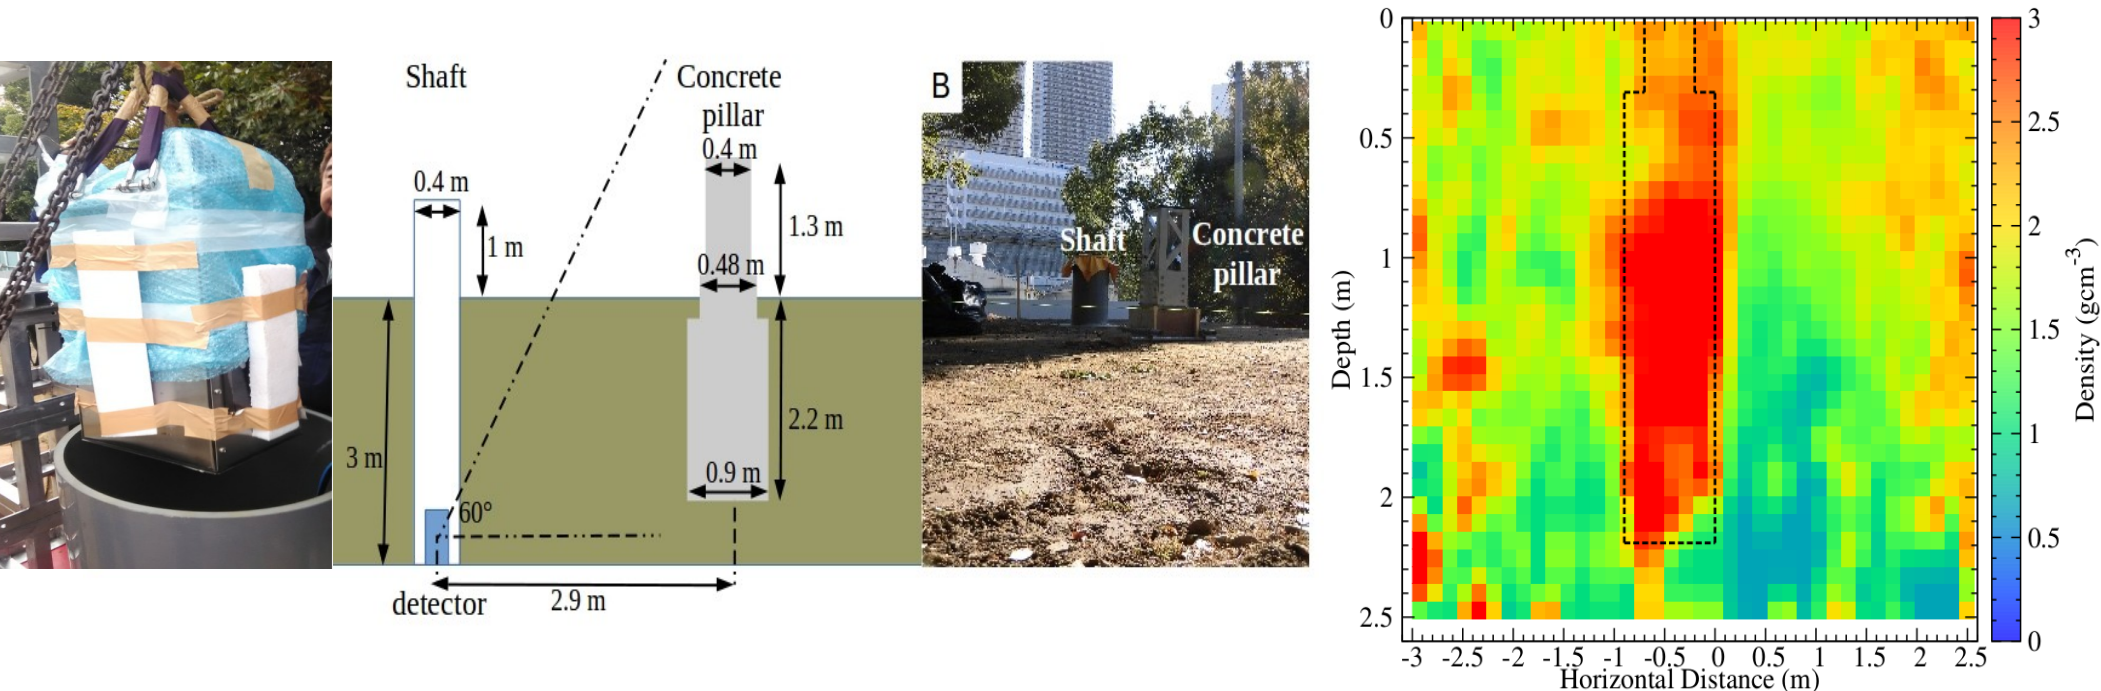 Shaft
Concrete
pillar
0.4 m
0.4 m
1 m
1.3 m
0.48 m
3 m
2.2 m
0.9 m
60°
2.9 m
detector
B
Shaft
Concrete
pillar
0
0.5
1
1.5
2
2.5
Depth (m)
-3 -2.5 -2 -1.5 -1 -0.5 0 0.5 1 1.5 2 2.5
Horizontal Distance (m)
3
2.5
2
1.5
1
0.5
0
Density (gcm⁻³)